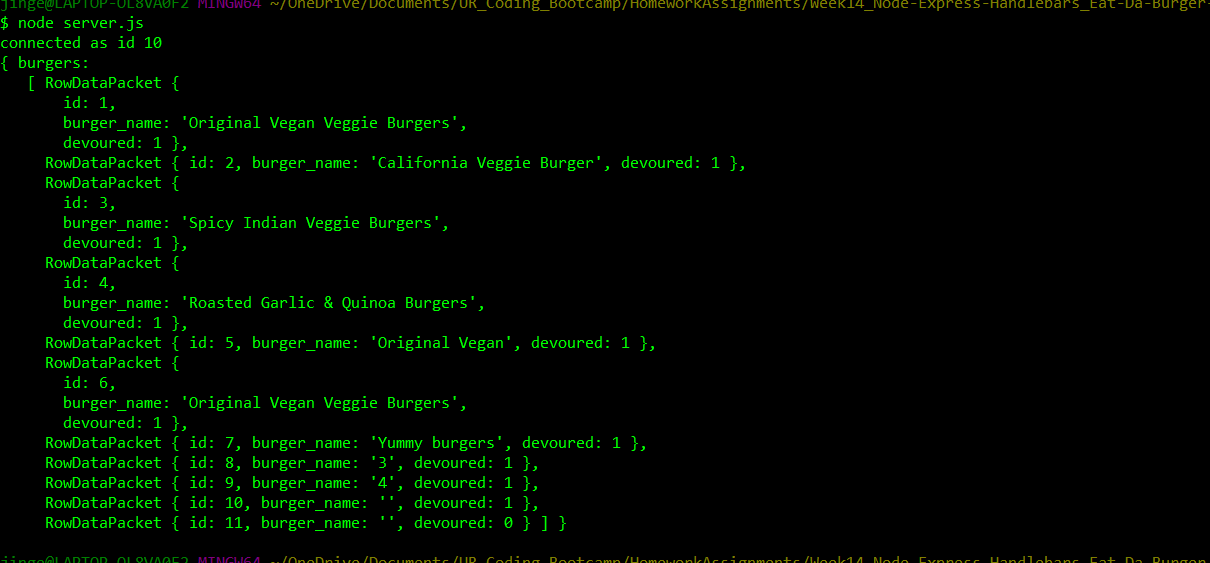 jinge@LAPTOP-OL8VA0F2 MINGW64 ~/OneDrive/Documents/UR_Coding_Bootcamp/HomeworkAssignments/Week14_Node-Express-Handlebars_Eat-Da-Burger-
$ node server.js
connected as id 10
{ burgers:
   [ RowDataPacket {
       id: 1,
       burger_name: 'Original Vegan Veggie Burgers',
       devoured: 1 },
     RowDataPacket { id: 2, burger_name: 'California Veggie Burger', devoured: 1 },
     RowDataPacket {
       id: 3,
       burger_name: 'Spicy Indian Veggie Burgers',
       devoured: 1 },
     RowDataPacket {
       id: 4,
       burger_name: 'Roasted Garlic & Quinoa Burgers',
       devoured: 1 },
     RowDataPacket { id: 5, burger_name: 'Original Vegan', devoured: 1 },
     RowDataPacket {
       id: 6,
       burger_name: 'Original Vegan Veggie Burgers',
       devoured: 1 },
     RowDataPacket { id: 7, burger_name: 'Yummy burgers', devoured: 1 },
     RowDataPacket { id: 8, burger_name: '3', devoured: 1 },
     RowDataPacket { id: 9, burger_name: '4', devoured: 1 },
     RowDataPacket { id: 10, burger_name: '', devoured: 1 },
     RowDataPacket { id: 11, burger_name: '', devoured: 0 } ] }
jinge@LAPTOP-OL8VA0F2 MINGW64 ~/OneDrive/Documents/UR_Coding_Bootcamp/HomeworkAssignments/Week14_Node-Express-Handlebars_Eat-Da-Burger-